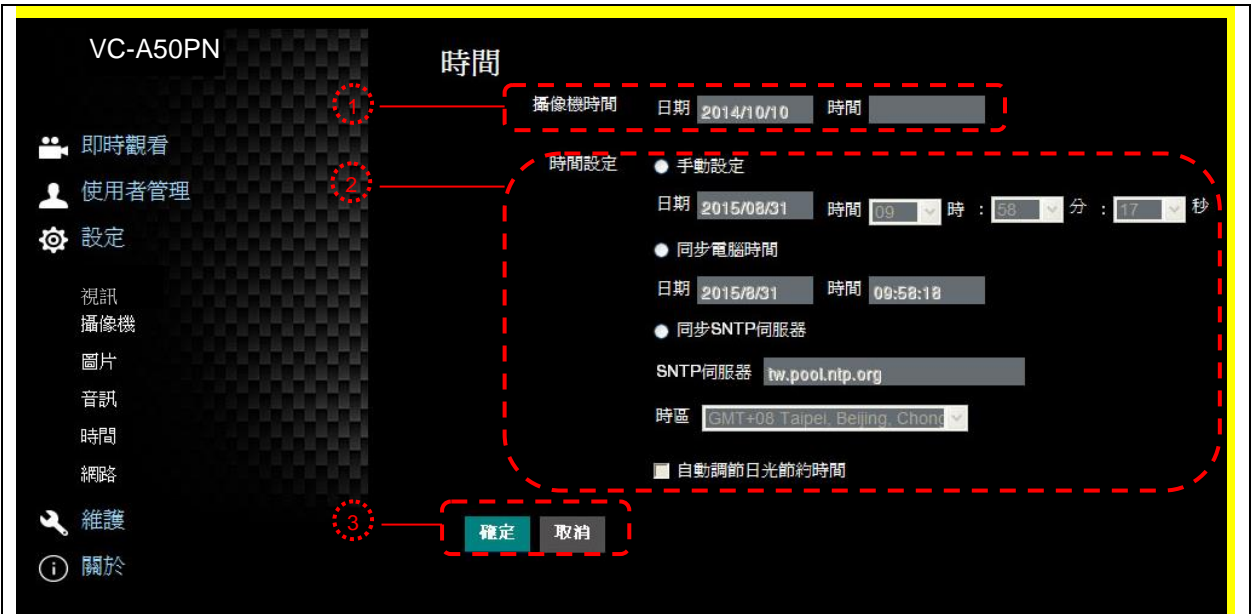 VC-A50PN
時間
1
攝像機時間 日期 2014/10/10 時間
即時觀看
2
時間設定 手動設定
使用者管理
日期 2015/08/31 時間 09 時 : 58 分 : 17 秒
設定
同步電腦時間
日期 2015/8/31 時間 09:58:18
視訊
攝像機
同步SNTP伺服器
圖片
SNTP伺服器 tw.pool.ntp.org
音訊
時區 GMT+08 Taipei, Beijing, Chong
時間
網路
自動調節日光節約時間
維護
3
確定 取消
關於